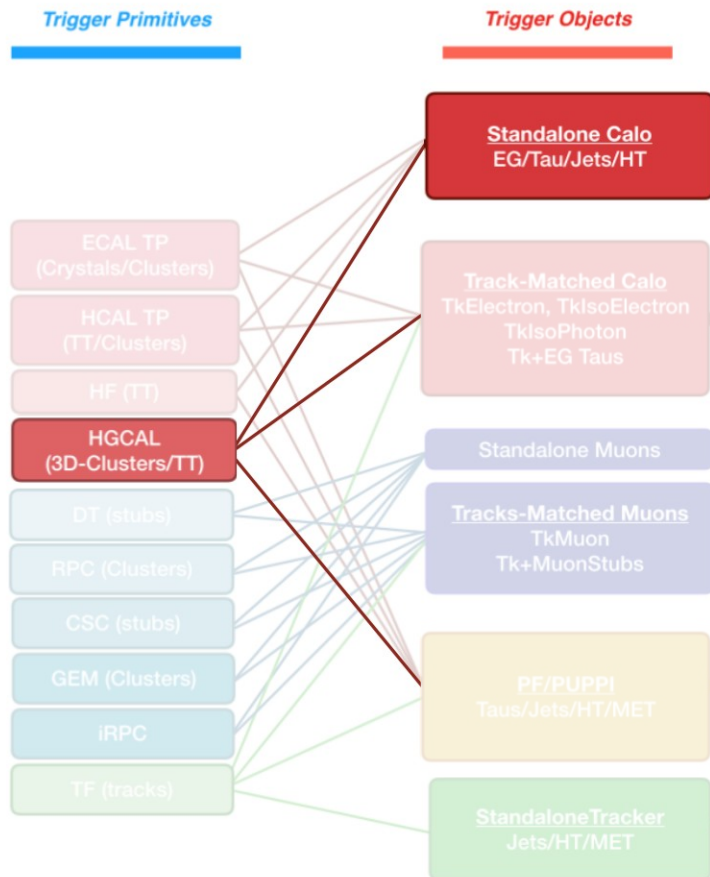 Trigger Primitives
Trigger Objects
ECAL TP
(Crystals/Clusters)
HCAL TP
(TT/Clusters)
HF (TT)
HGCAL
(3D-Clusters/TT)
DT (stubs)
RPC (Clusters)
CSC (stubs)
GEM (Clusters)
iRPC
TF (tracks)
Standalone Calo
EG/Tau/Jets/HT
Track-Matched Calo
TkElectron, TkIsoElectron
TkIsoPhoton
Tk+EG Taus
Standalone Muons
Tracks-Matched Muons
TkMuon
Tk+MuonStubs
PF/PUPPI
Taus/Jets/HT/MET
StandaloneTracker
Jets/HT/MET